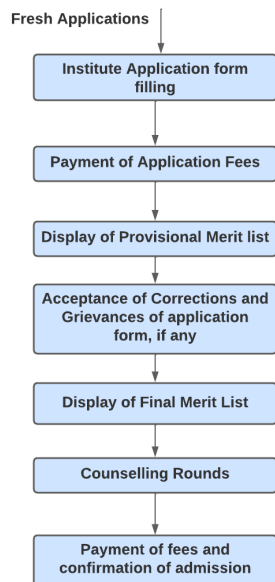 Fresh Applications
Institute Application form
filling
Payment of Application Fees
Display of Provisional Merit list
Acceptance of Corrections and
Grievances of application
form, if any
Display of Final Merit List
Counselling Rounds
Payment of fees and
confirmation of admission